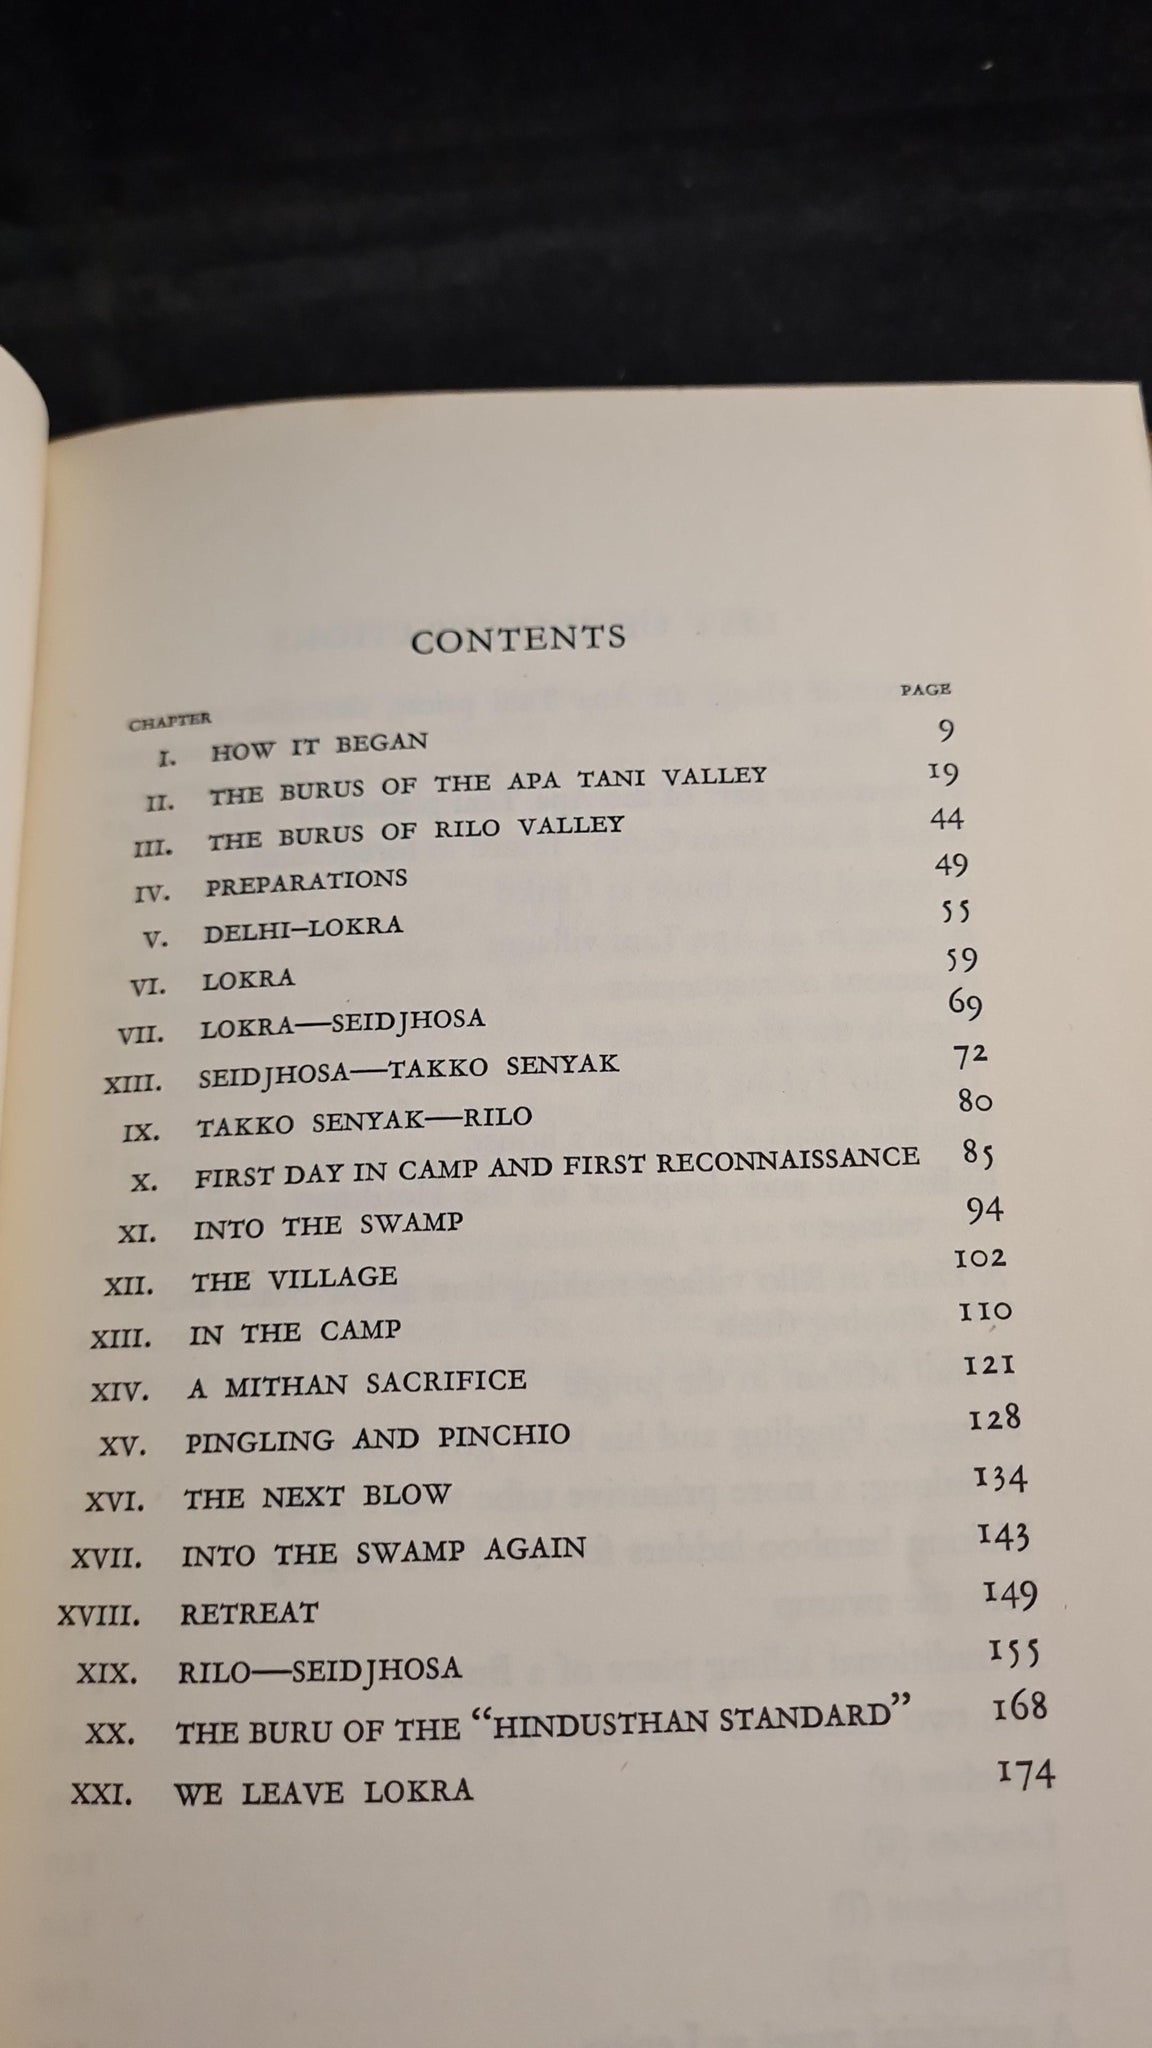 CONTENTS
CHAPTER PAGE
I. HOW IT BEGAN 9
II. THE BURUS OF THE APA TANI VALLEY 19
III. THE BURUS OF RILO VALLEY 44
IV. PREPARATIONS 49
V. DELHI–LOKRA 55
VI. LOKRA 59
VII. LOKRA—SEIDJHOSA 69
XIII. SEIDJHOSA—TAKKO SENYAK 72
IX. TAKKO SENYAK—RILO 80
X. FIRST DAY IN CAMP AND FIRST RECONNAISSANCE 85
XI. INTO THE SWAMP 94
XII. THE VILLAGE 102
XIII. IN THE CAMP 110
XIV. A MITHAN SACRIFICE 121
XV. PINGLING AND PINCHIO 128
XVI. THE NEXT BLOW 134
XVII. INTO THE SWAMP AGAIN 143
XVIII. RETREAT 149
XIX. RILO—SEIDJHOSA 155
XX. THE BURU OF THE “HINDUSTHAN STANDARD” 168
XXI. WE LEAVE LOKRA 174